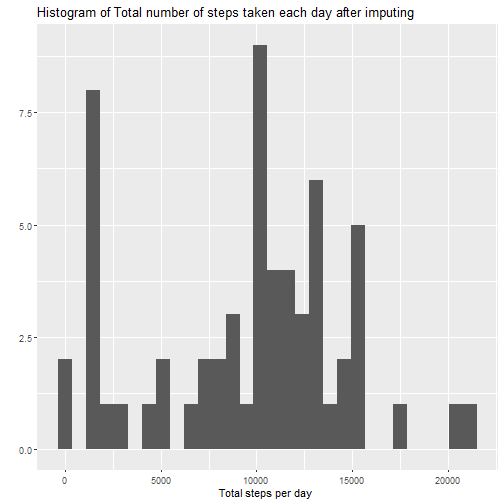 Histogram of Total number of steps taken each day after imputing
7.5
5.0
2.5
0.0
0 5000 10000 15000 20000
Total steps per day